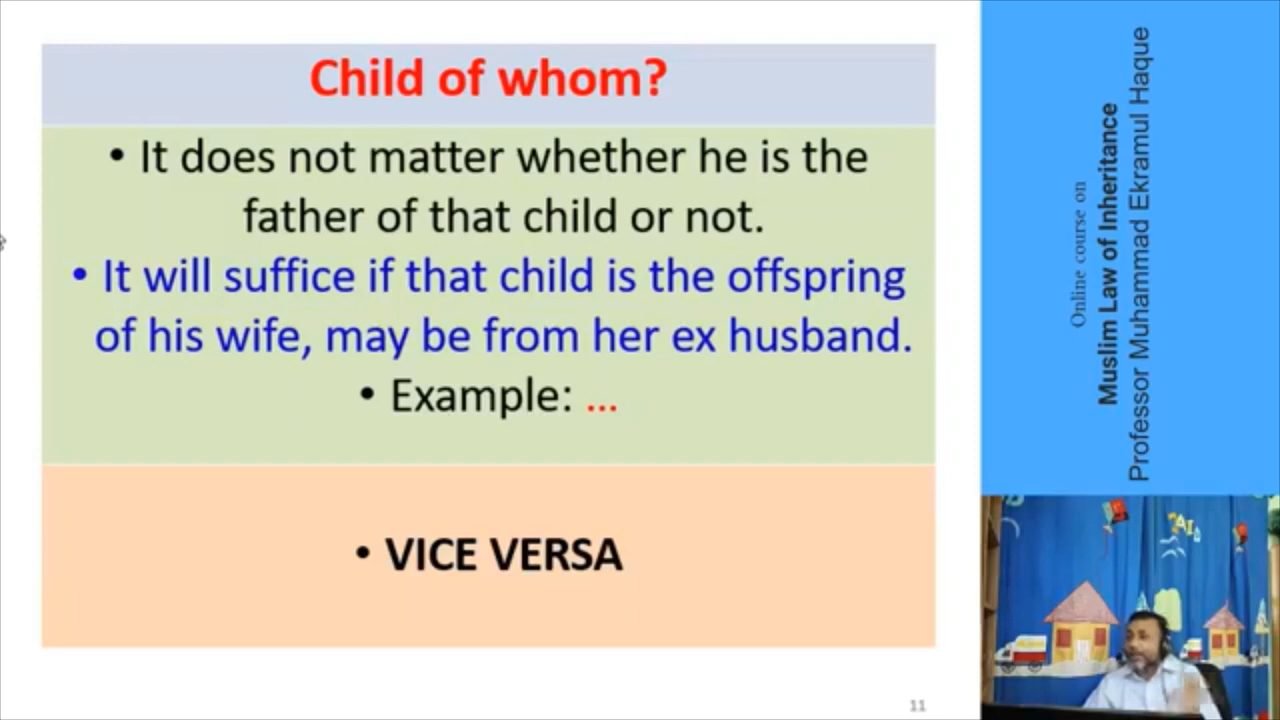 Child of whom?
• It does not matter whether he is the
father of that child or not.
• It will suffice if that child is the offspring
of his wife, may be from her ex husband.
• Example: ...
• VICE VERSA
11
Online course on
Muslim Law of Inheritance
Professor Muhammad Ekramul Haque